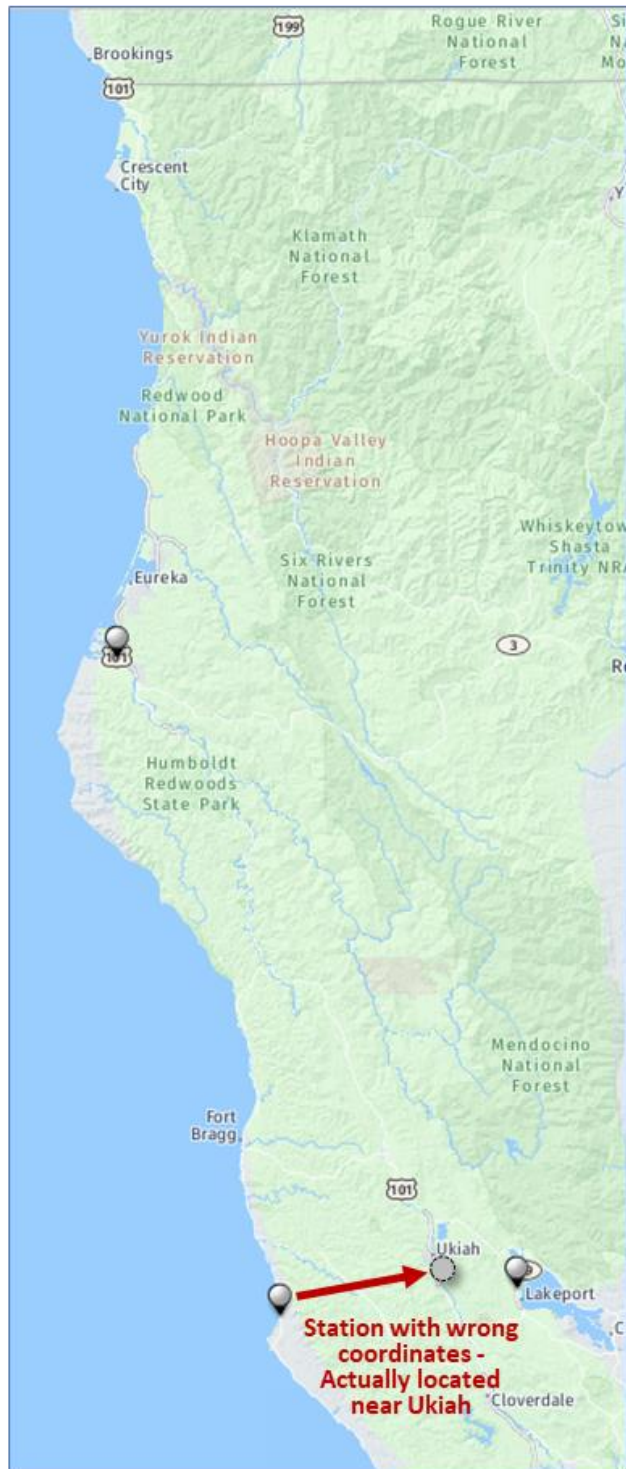 199
Rogue River
National
Forest
Brookings
101
Crescent
City
Klamath
National
Forest
Yurok Indian
Reservation
Redwood
National Park
Hoopa Valley
Indian
Reservation
Six Rivers
National
Forest
Whiskeytow
Shasta
Trinity NRA
Eureka
101
3
Humboldt
Redwoods
State Park
Mendocino
National
Forest
Fort
Bragg
101
Ukiah
Lakeport
Station with wrong
coordinates -
Actually located
near Ukiah
Cloverdale